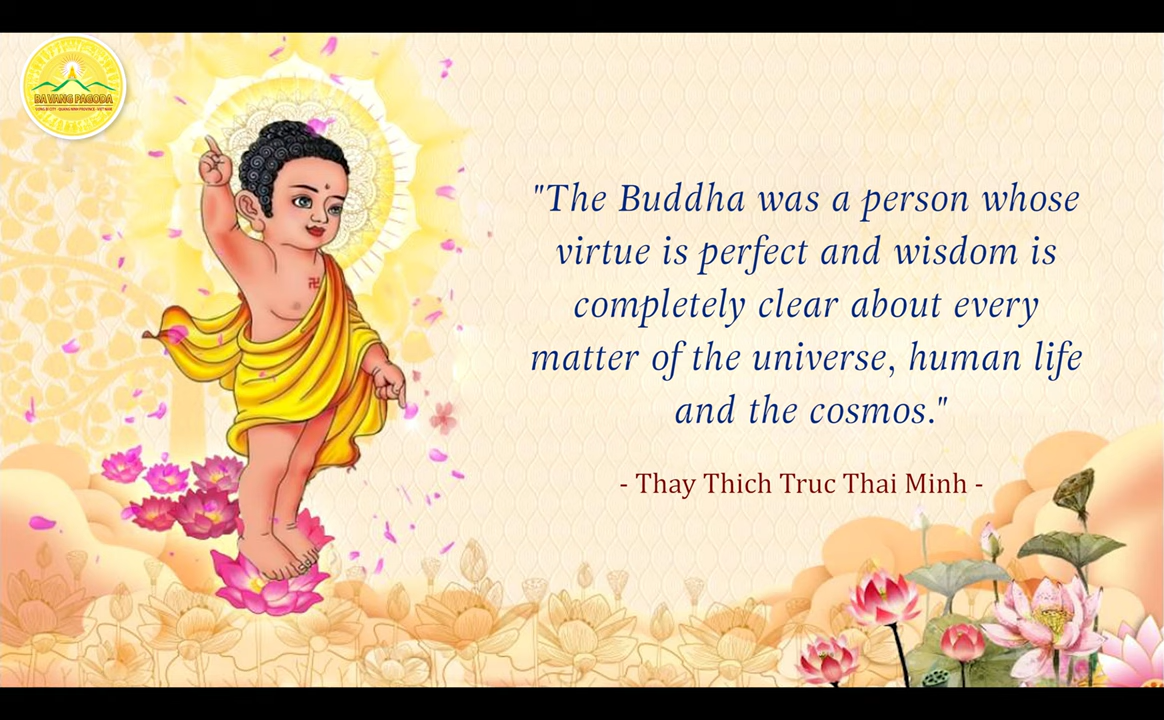 BA VANG PAGODA
"The Buddha was a person whose
virtue is perfect and wisdom is
completely clear about every
matter of the universe, human life
and the cosmos."
- Thay Thich Truc Thai Minh -
卍